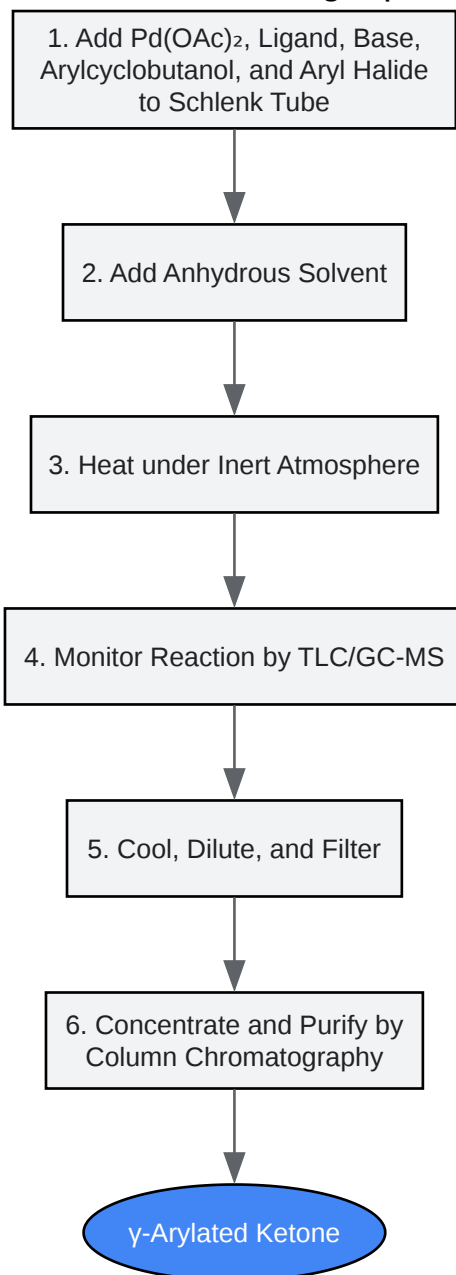 1. Add Pd(OAc)₂, Ligand, Base,
Arylcyclobutanol, and Aryl Halide
to Schlenk Tube
2. Add Anhydrous Solvent
3. Heat under Inert Atmosphere
4. Monitor Reaction by TLC/GC-MS
5. Cool, Dilute, and Filter
6. Concentrate and Purify by
Column Chromatography
γ-Arylated Ketone